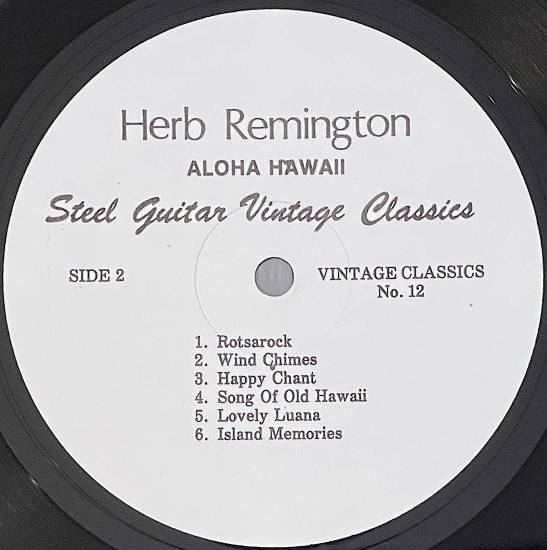 Herb Remington
ALOHA HAWAII
Steel Guitar Vintage Classics
SIDE 2
VINTAGE CLASSICS
No. 12
1. Rotsarock
2. Wind Chimes
3. Happy Chant
4. Song Of Old Hawaii
5. Lovely Luana
6. Island Memories